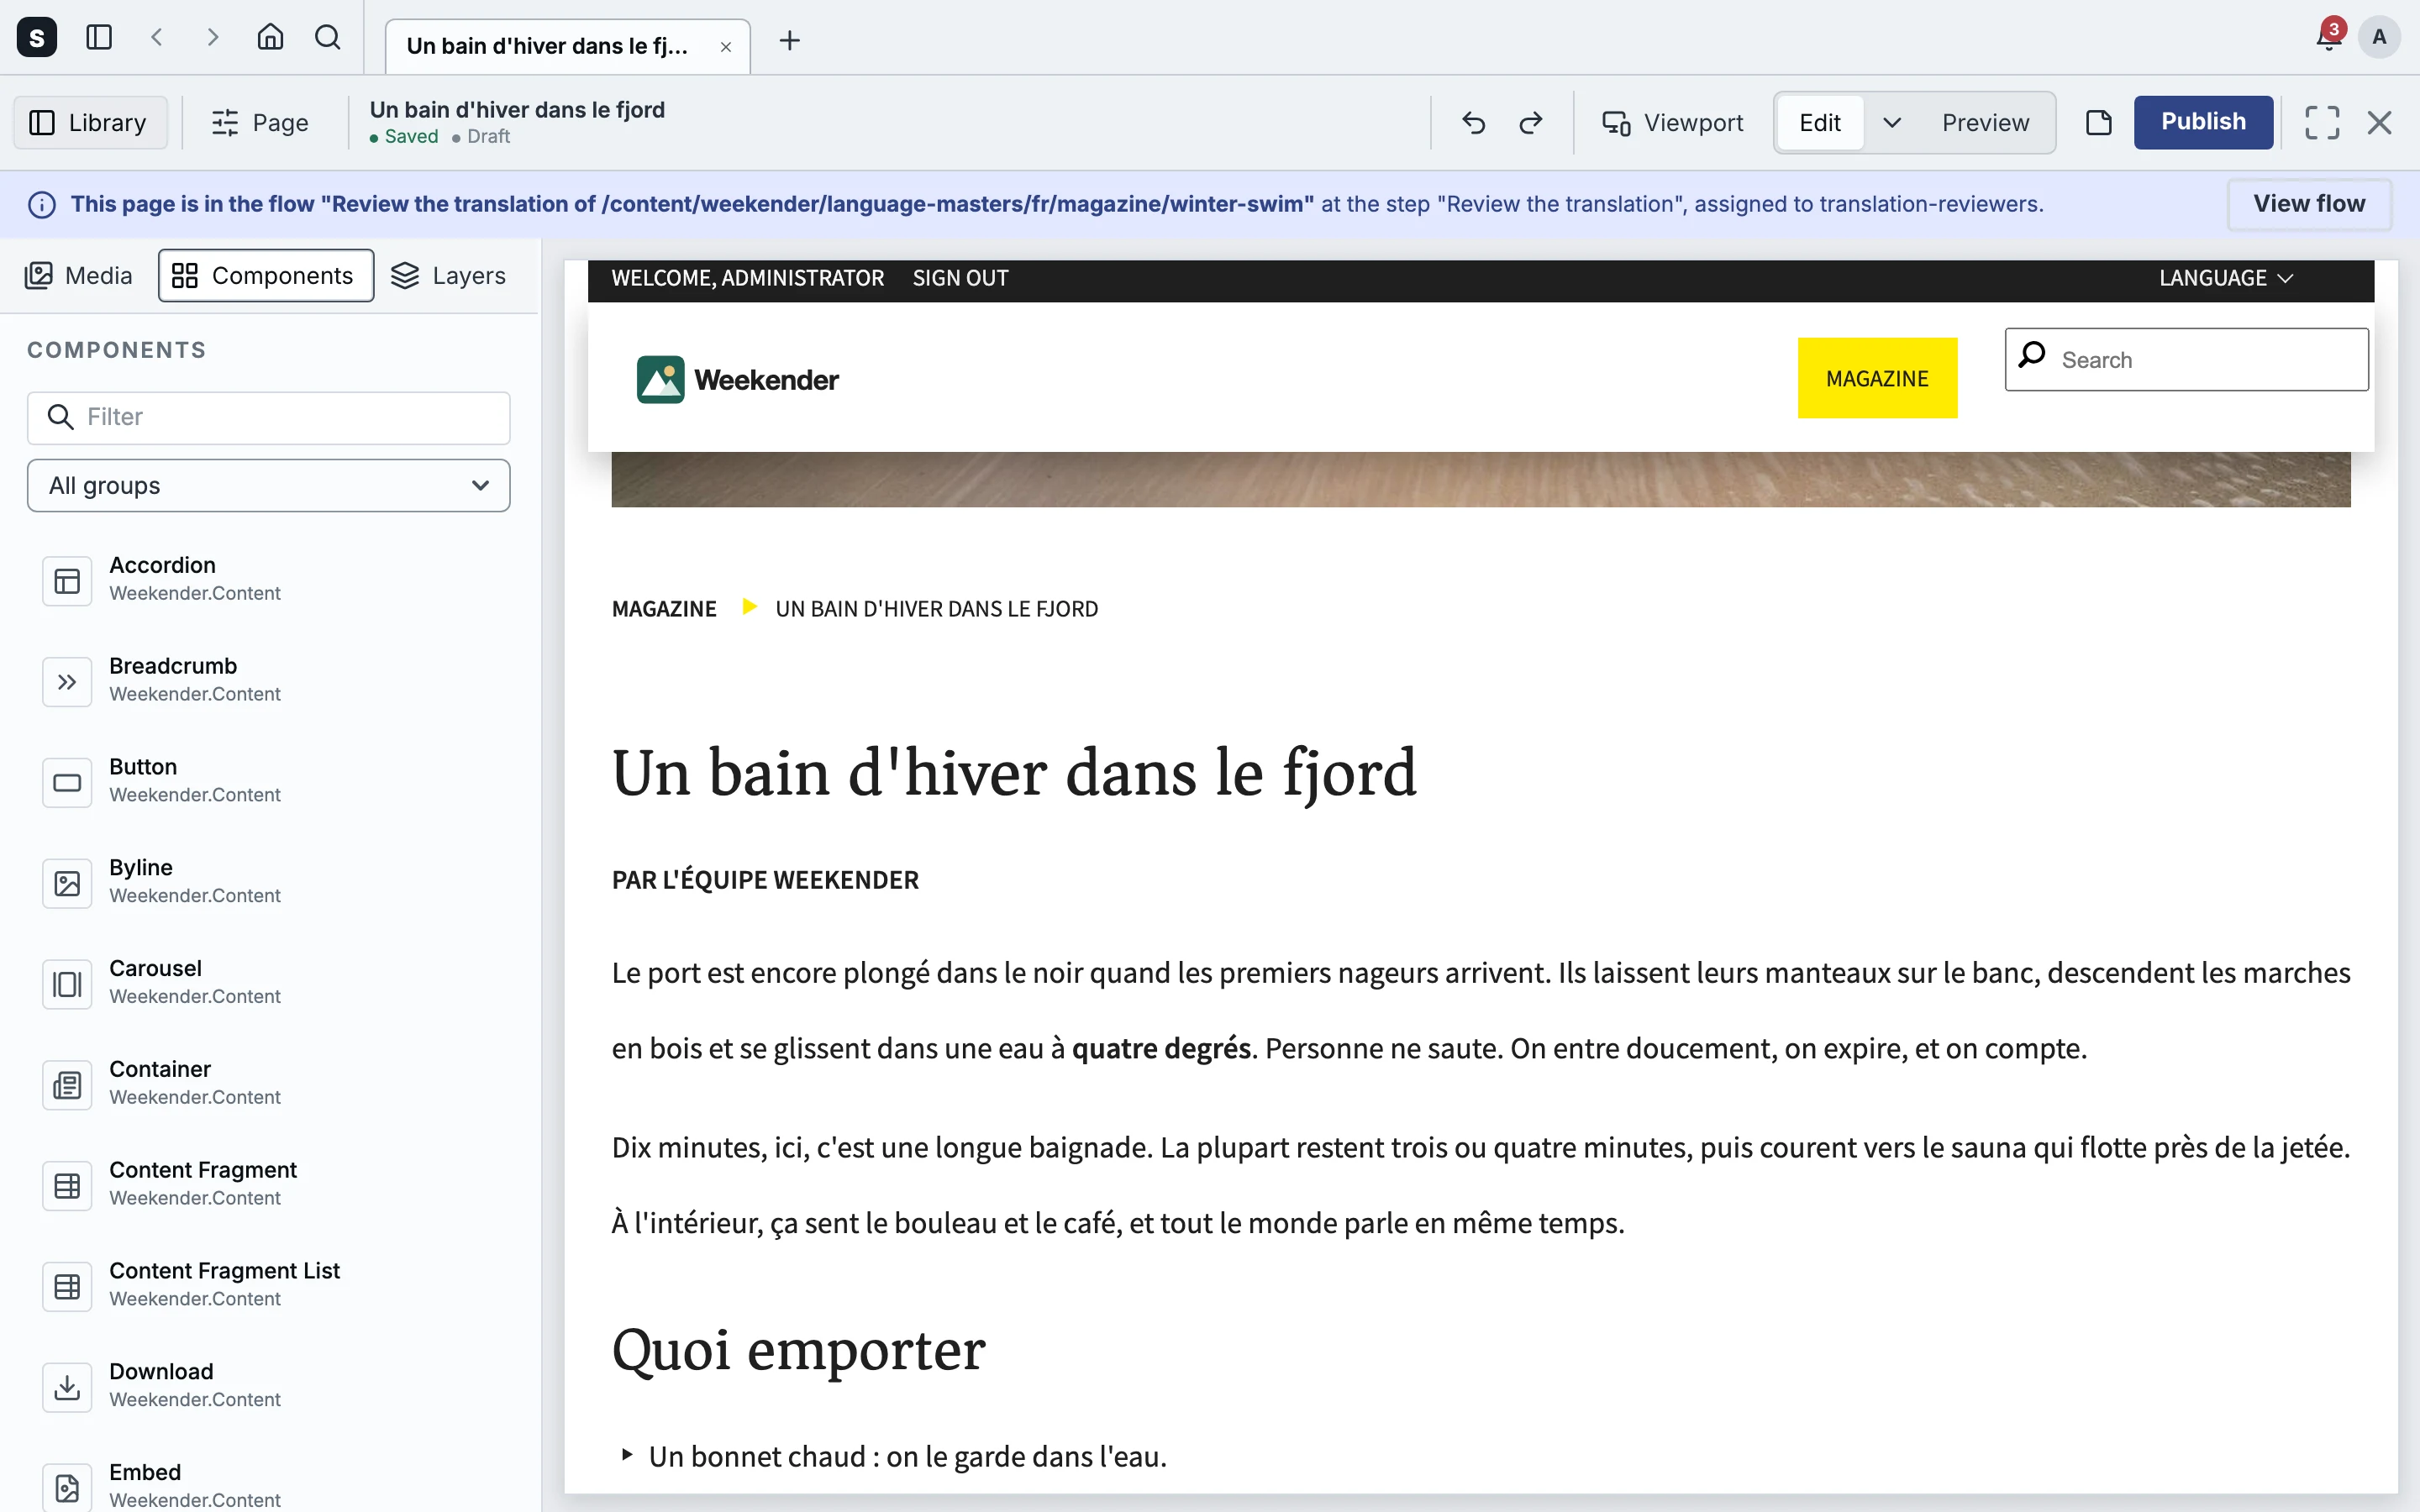 S
Un bain d'hiver dans le fj...
3
A
Library
Page
Un bain d'hiver dans le fjord
Saved Draft
Viewport
Edit
Preview
Publish
This page is in the flow "Review the translation of /content/weekender/language-masters/fr/magazine/winter-swim" at the step "Review the translation", assigned to translation-reviewers.
View flow
Media
Components
Layers
COMPONENTS
Filter
All groups
Accordion
Weekender.Content
Breadcrumb
Weekender.Content
Button
Weekender.Content
Byline
Weekender.Content
Carousel
Weekender.Content
Container
Weekender.Content
Content Fragment
Weekender.Content
Content Fragment List
Weekender.Content
Download
Weekender.Content
Embed
Weekender.Content
WELCOME, ADMINISTRATOR SIGN OUT
LANGUAGE
Weekender
MAGAZINE
Search
MAGAZINE UN BAIN D'HIVER DANS LE FJORD
Un bain d'hiver dans le fjord
PAR L'ÉQUIPE WEEKENDER
Le port est encore plongé dans le noir quand les premiers nageurs arrivent. Ils laissent leurs manteaux sur le banc, descendent les marches
en bois et se glissent dans une eau à quatre degrés. Personne ne saute. On entre doucement, on expire, et on compte.
Dix minutes, ici, c'est une longue baignade. La plupart restent trois ou quatre minutes, puis courent vers le sauna qui flotte près de la jetée.
À l'intérieur, ça sent le bouleau et le café, et tout le monde parle en même temps.
Quoi emporter
Un bonnet chaud : on le garde dans l'eau.